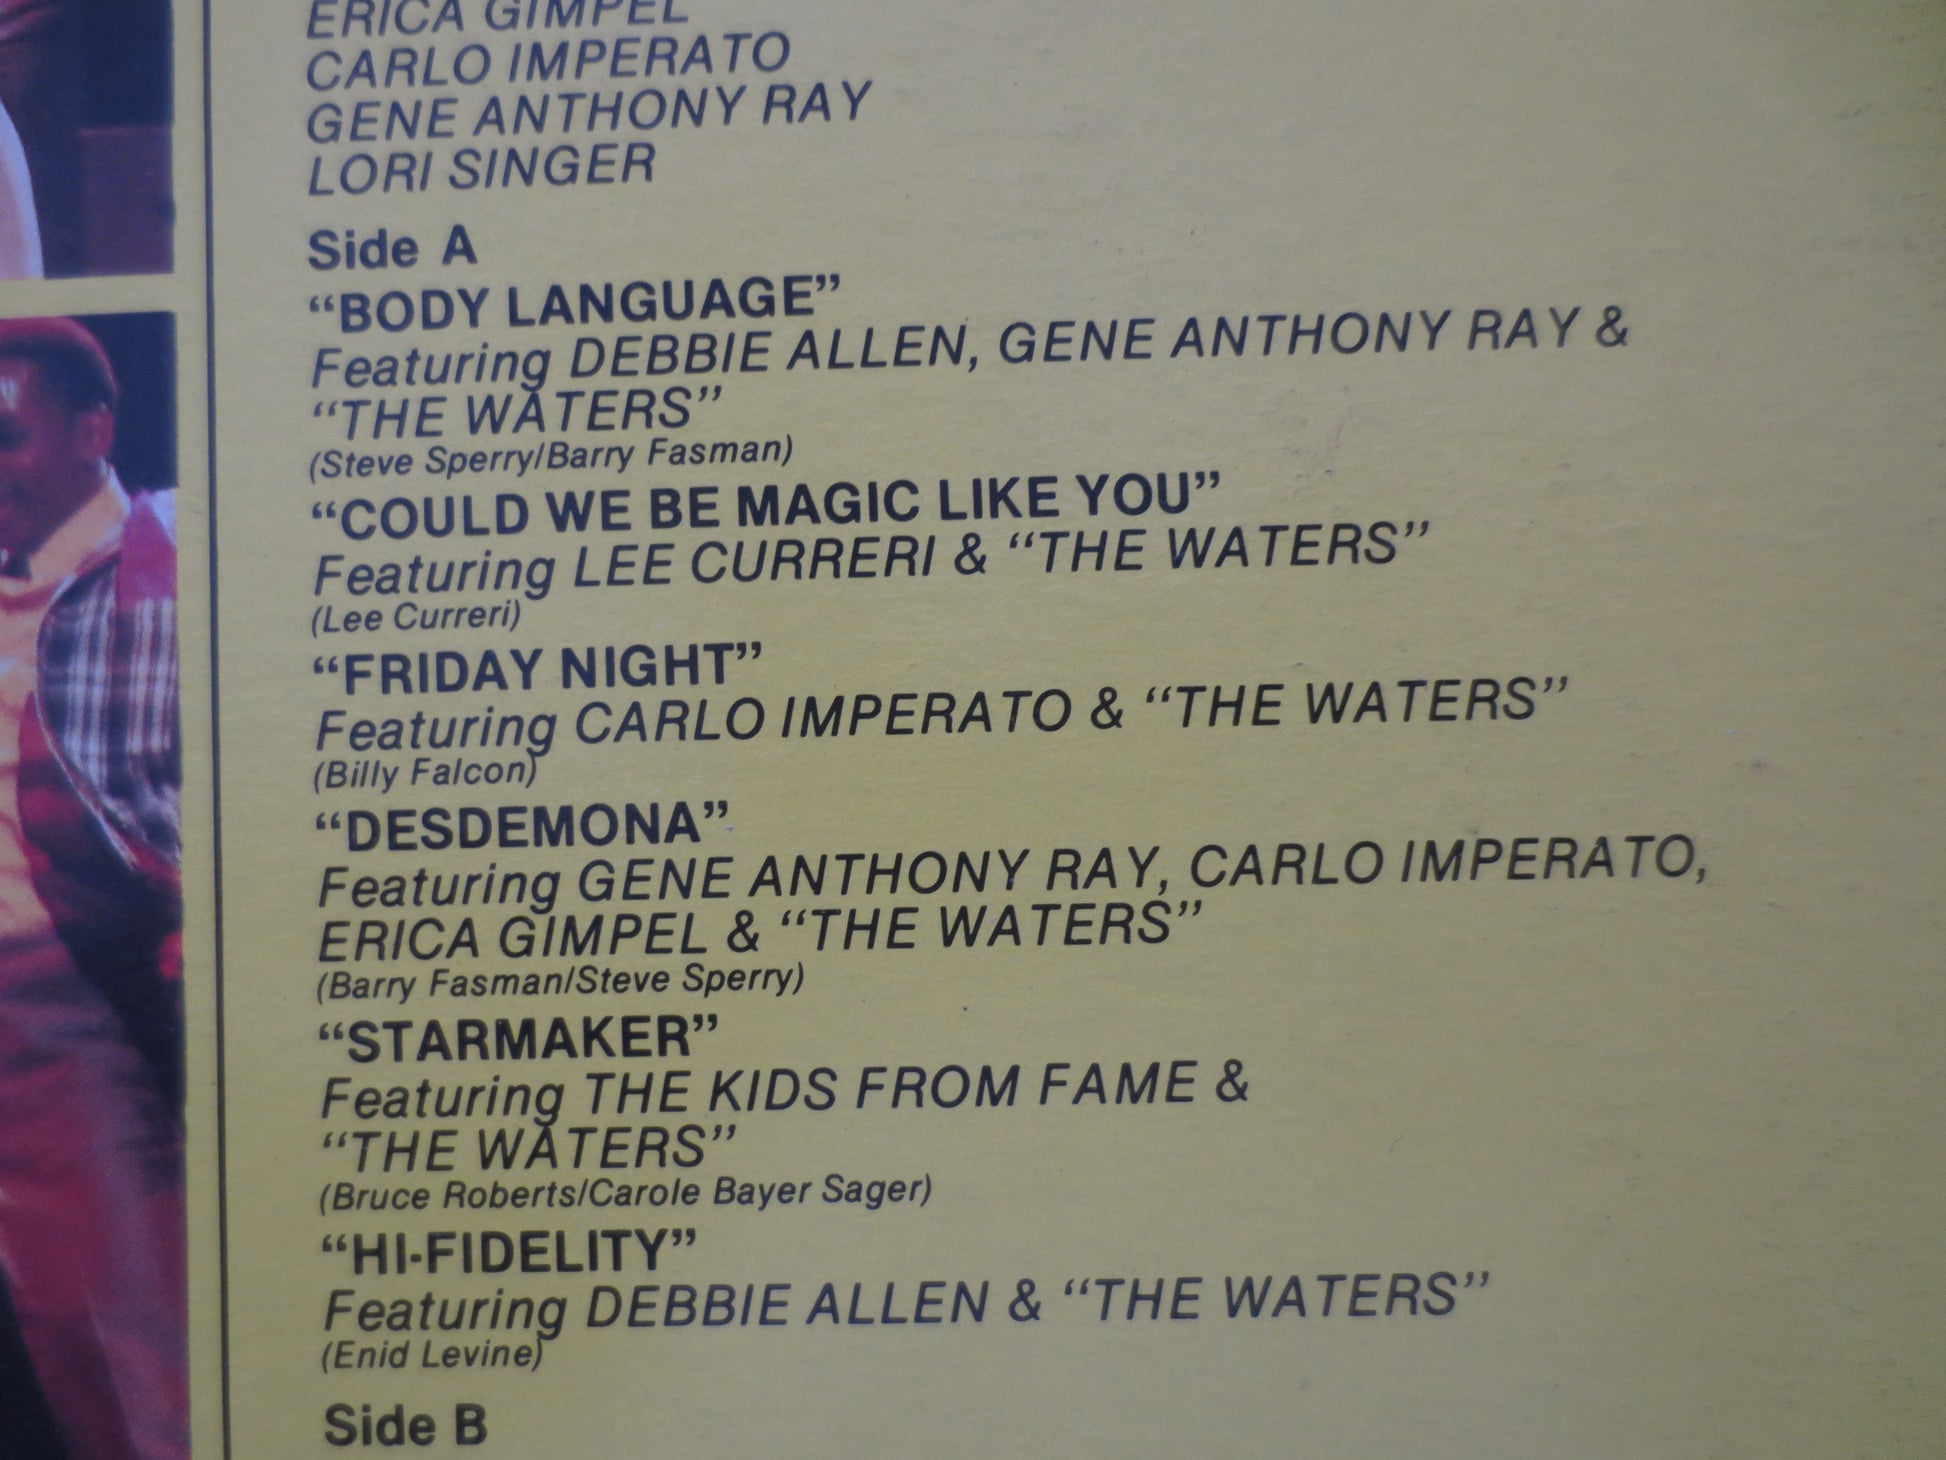 ERICA GIMPEL
CARLO IMPERATO
GENE ANTHONY RAY
LORI SINGER
Side A
“BODY LANGUAGE”
Featuring DEBBIE ALLEN, GENE ANTHONY RAY &
“THE WATERS”
(Steve Sperry/Barry Fasman)
“COULD WE BE MAGIC LIKE YOU”
Featuring LEE CURRERI & “THE WATERS”
(Lee Curreri)
“FRIDAY NIGHT”
Featuring CARLO IMPERATO & “THE WATERS”
(Billy Falcon)
“DESDEMONA”
Featuring GENE ANTHONY RAY, CARLO IMPERATO,
ERICA GIMPEL & “THE WATERS”
(Barry Fasman/Steve Sperry)
“STARMAKER”
Featuring THE KIDS FROM FAME &
“THE WATERS”
(Bruce Roberts/Carole Bayer Sager)
“HI-FIDELITY”
Featuring DEBBIE ALLEN & “THE WATERS”
(Enid Levine)
Side B